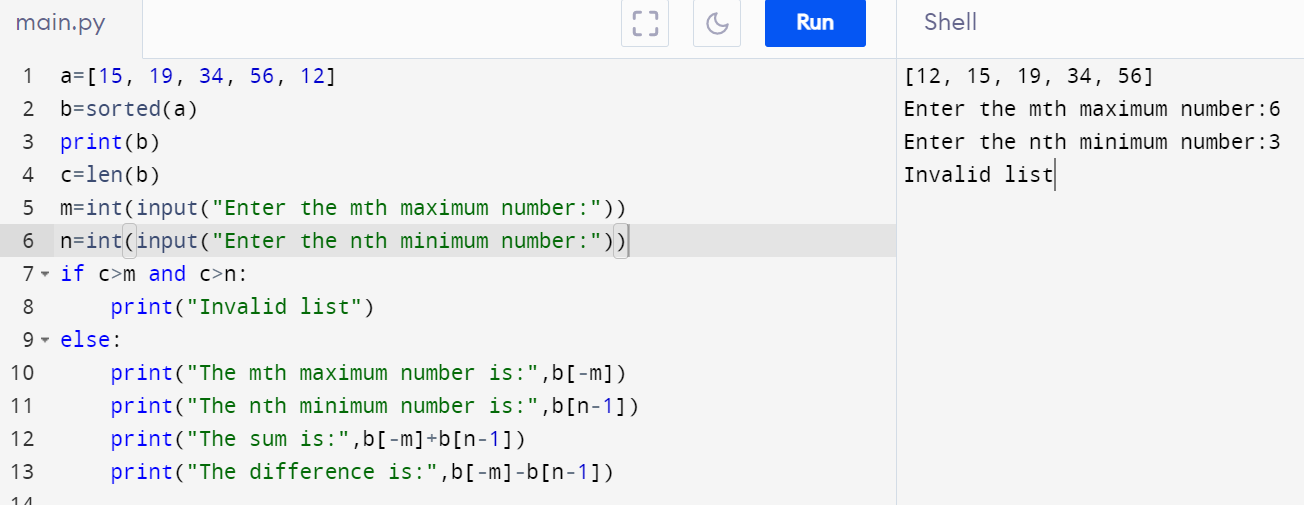 main.py
Run
Shell
1 a=[15, 19, 34, 56, 12]
2 b=sorted(a)
3 print(b)
4 c=len(b)
5 m=int(input("Enter the mth maximum number:"))
6 n=int(input("Enter the nth minimum number:"))
7 if c>m and c>n:
8     print("Invalid list")
9 else:
10     print("The mth maximum number is:",b[-m])
11     print("The nth minimum number is:",b[n-1])
12     print("The sum is:",b[-m]+b[n-1])
13     print("The difference is:",b[-m]-b[n-1])
14
[12, 15, 19, 34, 56]
Enter the mth maximum number:6
Enter the nth minimum number:3
Invalid list